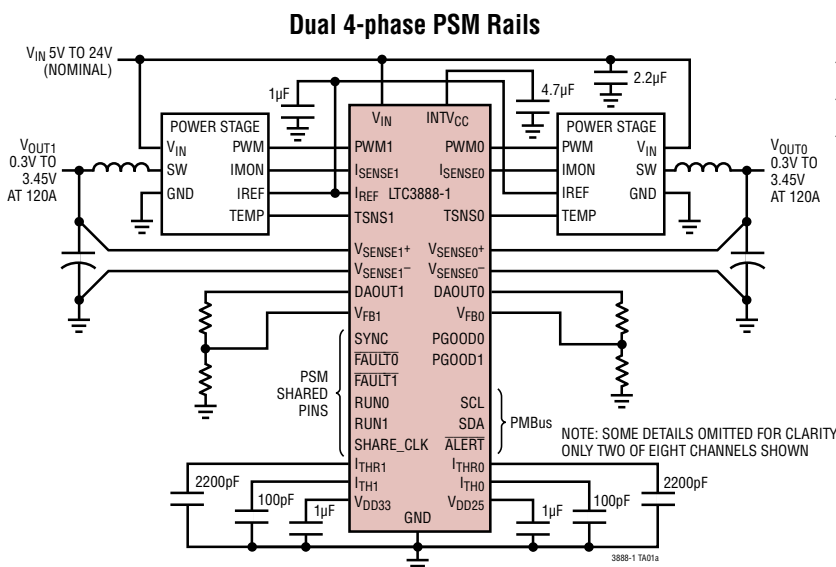 Dual 4-phase PSM Rails
VIN 5V TO 24V
(NOMINAL)
1µF
4.7µF
2.2µF
VIN
INTVCC
POWER STAGE
VIN
SW
GND
PWM
IMON
IREF
TEMP
VOUT1
0.3V TO
3.45V
AT 120A
PWM1
ISENSE1
IREF
TSNS1
LTC3888-1
PWM0
ISENSE0
TSNS0
POWER STAGE
PWM
IMON
IREF
TEMP
VIN
SW
GND
VOUT0
0.3V TO
3.45V
AT 120A
VSENSE1+
VSENSE1–
DAOUT1
VFB1
VSENSE0+
VSENSE0–
DAOUT0
VFB0
SYNC
FAULT0
FAULT1
RUN0
RUN1
SHARE_CLK
PSM
SHARED
PINS
PGOOD0
PGOOD1
SCL
SDA
ALERT
PMBus
NOTE: SOME DETAILS OMITTED FOR CLARITY
ONLY TWO OF EIGHT CHANNELS SHOWN
ITHR1
ITH1
VDD33
ITHR0
ITH0
VDD25
GND
2200pF
100pF
1µF
1µF
100pF
2200pF
3888-1 TA01a